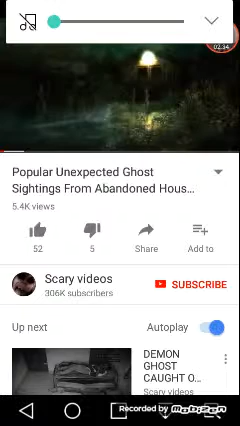 02:34
Popular Unexpected Ghost
Sightings From Abandoned Hous...
5.4K views
52
5
Share
Add to
Scary videos
306K subscribers
SUBSCRIBE
Up next
Autoplay
DEMON
GHOST
CAUGHT O...
Scary videos
Recorded by mobizen